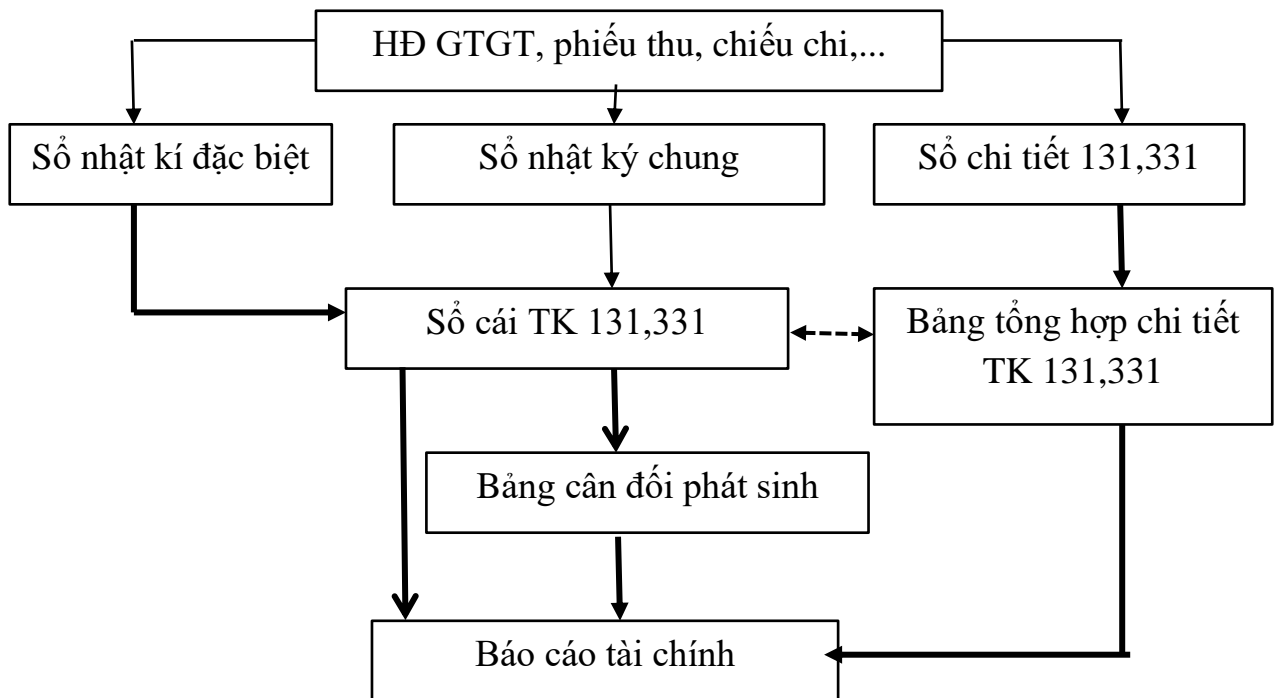 HĐ GTGT, phiếu thu, chiếu chi,...
Sổ nhật kí đặc biệt
Sổ nhật ký chung
Sổ chi tiết 131,331
Sổ cái TK 131,331
Bảng tổng hợp chi tiết
TK 131,331
Bảng cân đối phát sinh
Báo cáo tài chính